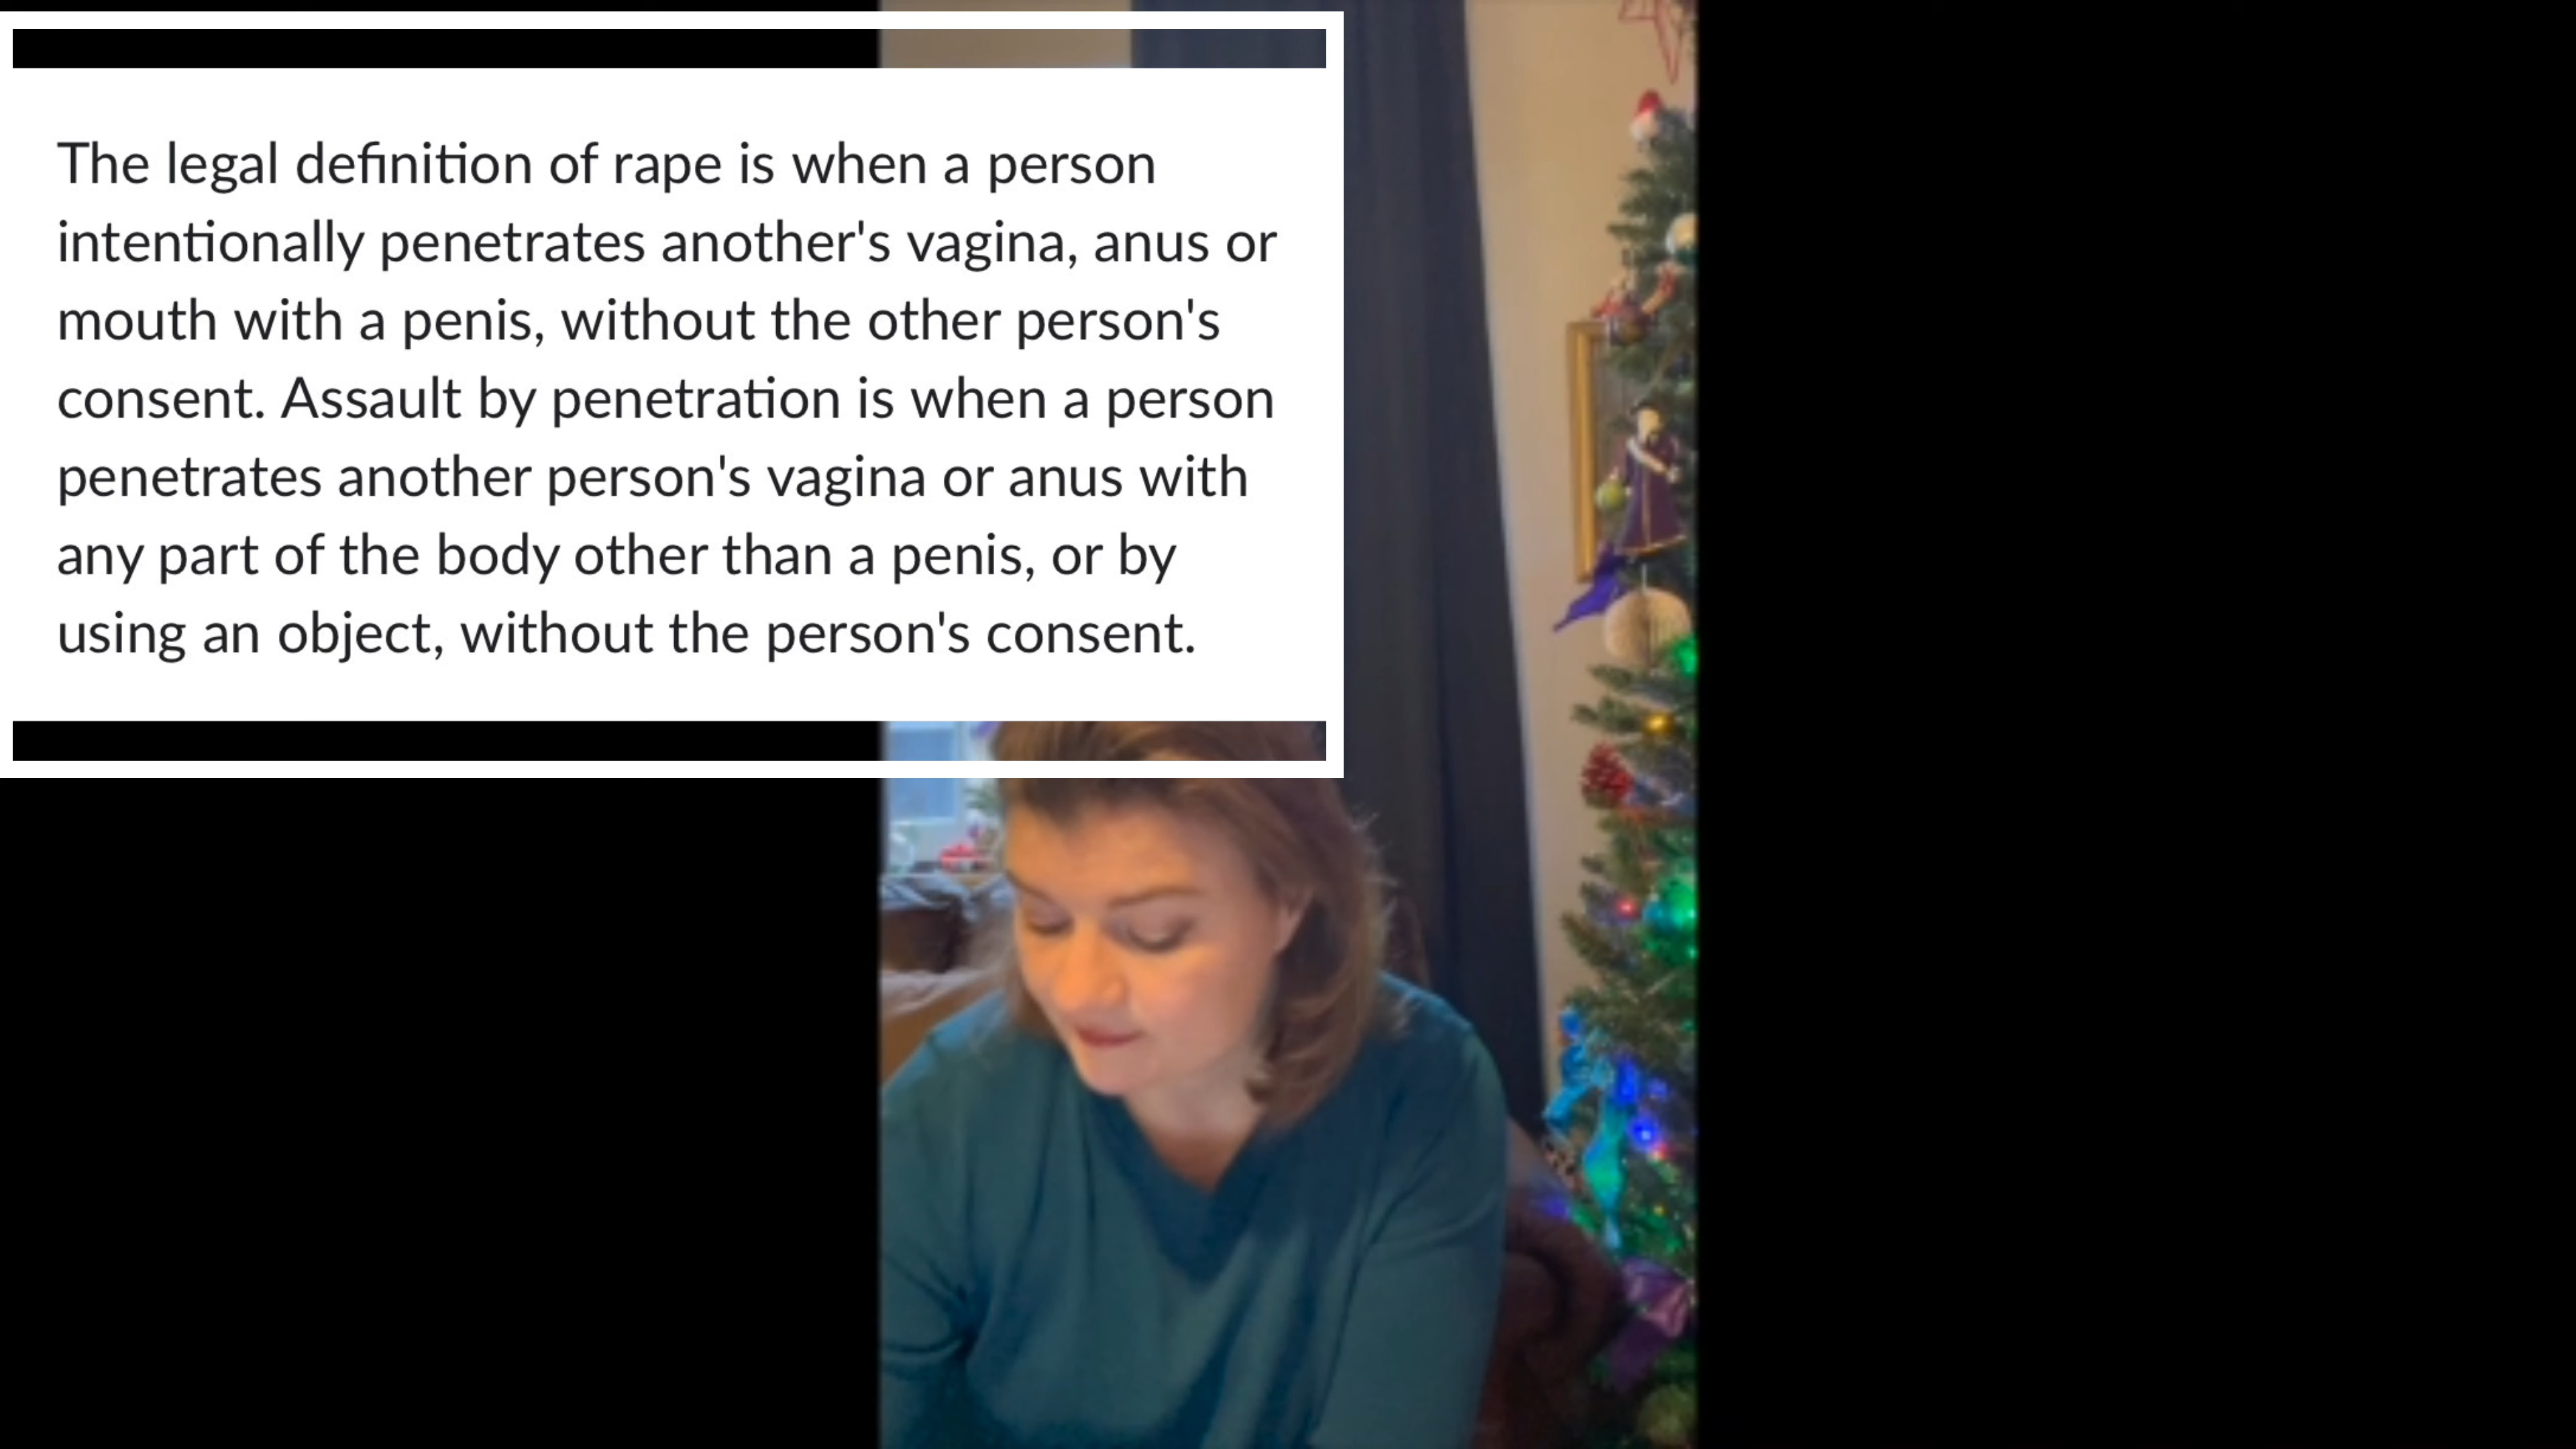 The legal definition of rape is when a person
intentionally penetrates another's vagina, anus or
mouth with a penis, without the other person's
consent. Assault by penetration is when a person
penetrates another person's vagina or anus with
any part of the body other than a penis, or by
using an object, without the person's consent.